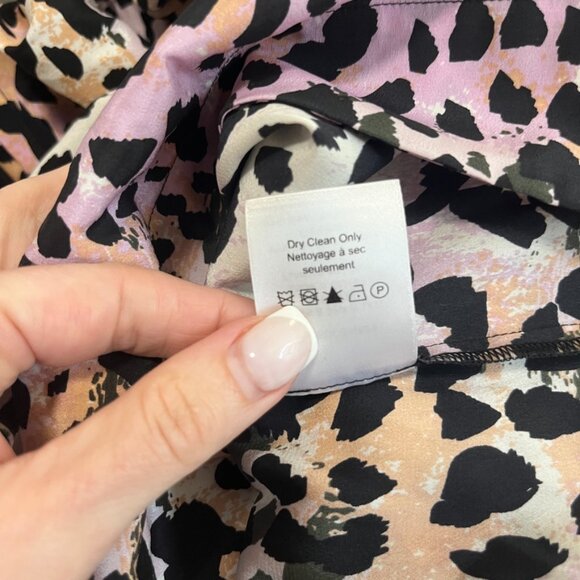 Dry Clean Only
Nettoyage à sec
seulement
P